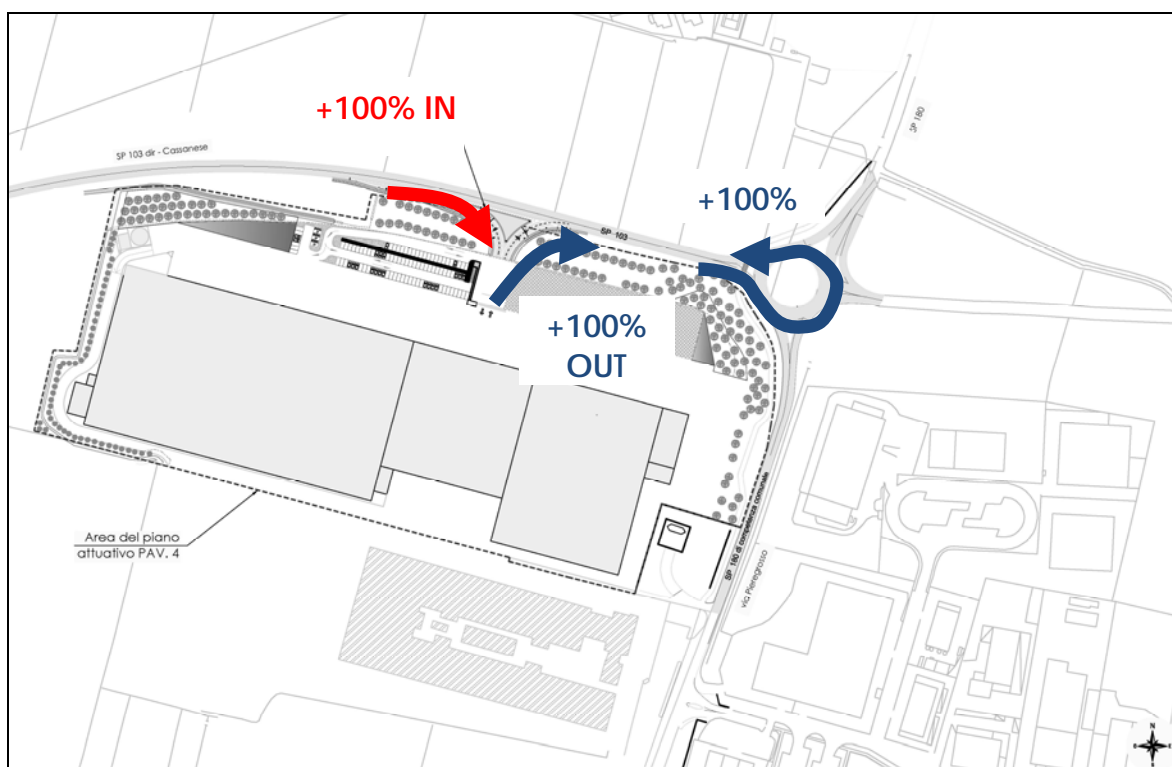 +100% IN
SP 180
SP 103 dir - Cassanese
+100%
SP 103
+100%
OUT
Area del piano
attuativo PAV. 4
SP 180 di competenza comunale
via Pieregrosso
N